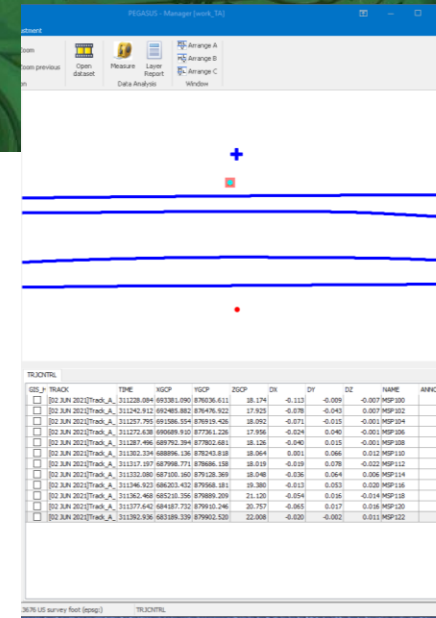 PEGASUS - Manager [work_TA]
ustment
oom
oom previous
Open dataset
Measure
Layer Report
Arrange A
Arrange B
Arrange C
Data Analysis
Window
TRJCNTRL
TRACK TIME XGCP YGCP ZGCP DX DY DZ NAME ANNO
[02 JUN 2021]Track_A_ 311228.084 693381.090 876036.611 18.174 -0.113 -0.009 -0.007 MSP100
[02 JUN 2021]Track_A_ 311242.912 692485.882 876476.922 17.925 -0.078 -0.043 0.007 MSP102
[02 JUN 2021]Track_A_ 311257.795 691586.554 876919.426 18.092 -0.071 -0.015 -0.001 MSP104
[02 JUN 2021]Track_A_ 311272.638 690689.910 877361.226 17.956 -0.024 0.040 -0.001 MSP106
[02 JUN 2021]Track_A_ 311287.496 689792.394 877802.681 18.126 -0.040 0.015 -0.001 MSP108
[02 JUN 2021]Track_A_ 311302.334 688896.136 878243.818 18.064 0.001 0.066 0.012 MSP110
[02 JUN 2021]Track_A_ 311317.197 687998.771 878686.158 18.019 -0.019 0.078 -0.022 MSP112
[02 JUN 2021]Track_A_ 311332.080 687100.160 879128.369 18.048 -0.036 0.064 0.006 MSP114
[02 JUN 2021]Track_A_ 311346.923 686203.432 879568.181 19.380 -0.013 0.053 0.028 MSP116
[02 JUN 2021]Track_A_ 311362.468 685210.356 879889.209 21.120 -0.054 0.016 -0.014 MSP118
[02 JUN 2021]Track_A_ 311377.642 684187.732 879910.246 20.757 -0.065 0.017 0.016 MSP120
[02 JUN 2021]Track_A_ 311392.936 683189.339 879902.520 22.008 -0.020 -0.002 0.011 MSP122
3676 US survey foot (epsg:)
TRJCNTRL